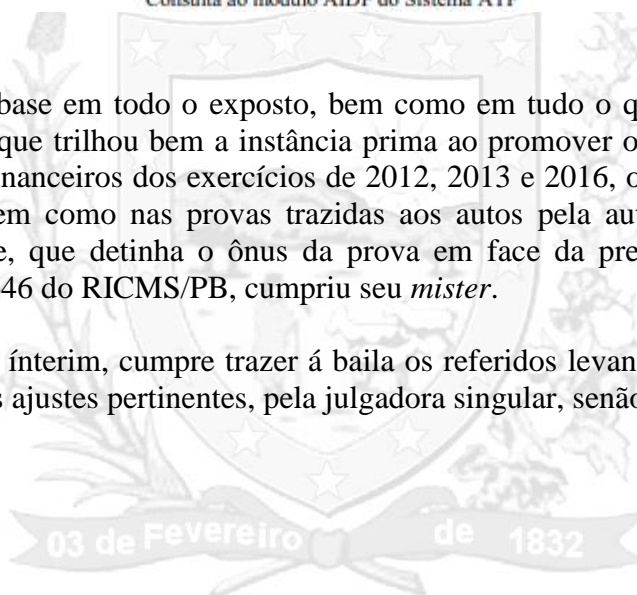 Consulta ao módulo AIDF do Sistema ATF
base em todo o exposto, bem como em tudo o q
que trilhou bem a instância prima ao promover o
nanceiros dos exercícios de 2012, 2013 e 2016, o
em como nas provas trazidas aos autos pela aut
e, que detinha o ônus da prova em face da pre
646 do RICMS/PB, cumpriu seu mister.
ínterim, cumpre trazer á baila os referidos levan
s ajustes pertinentes, pela julgadora singular, senão
03 de Fevereiro de 1832